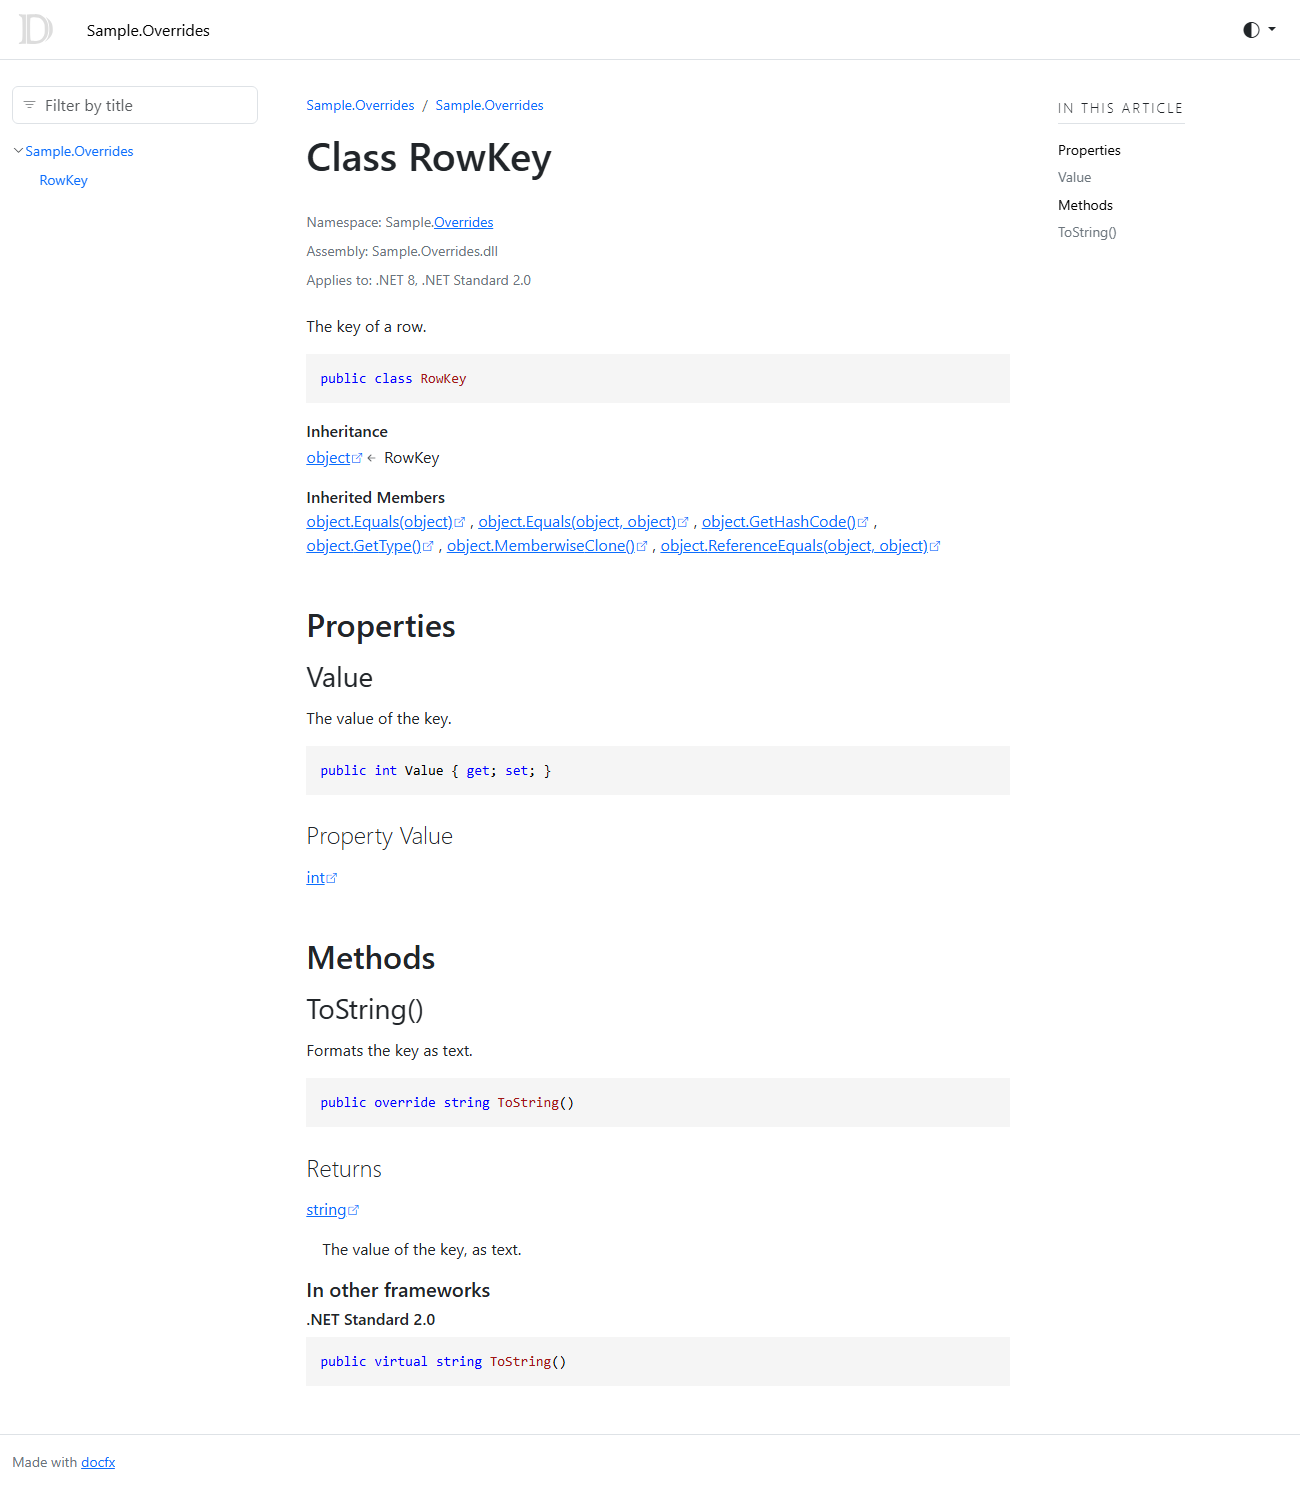 Sample.Overrides
Filter by title
Sample.Overrides
RowKey
Sample.Overrides / Sample.Overrides
Class RowKey
Namespace: Sample.Overrides
Assembly: Sample.Overrides.dll
Applies to: .NET 8, .NET Standard 2.0
The key of a row.
public class RowKey
Inheritance
object ← RowKey
Inherited Members
object.Equals(object) , object.Equals(object, object) , object.GetHashCode() ,
object.GetType() , object.MemberwiseClone() , object.ReferenceEquals(object, object)
Properties
Value
The value of the key.
public int Value { get; set; }
Property Value
int
Methods
ToString()
Formats the key as text.
public override string ToString()
Returns
string
The value of the key, as text.
In other frameworks
.NET Standard 2.0
public virtual string ToString()
IN THIS ARTICLE
Properties
Value
Methods
ToString()
Made with docfx